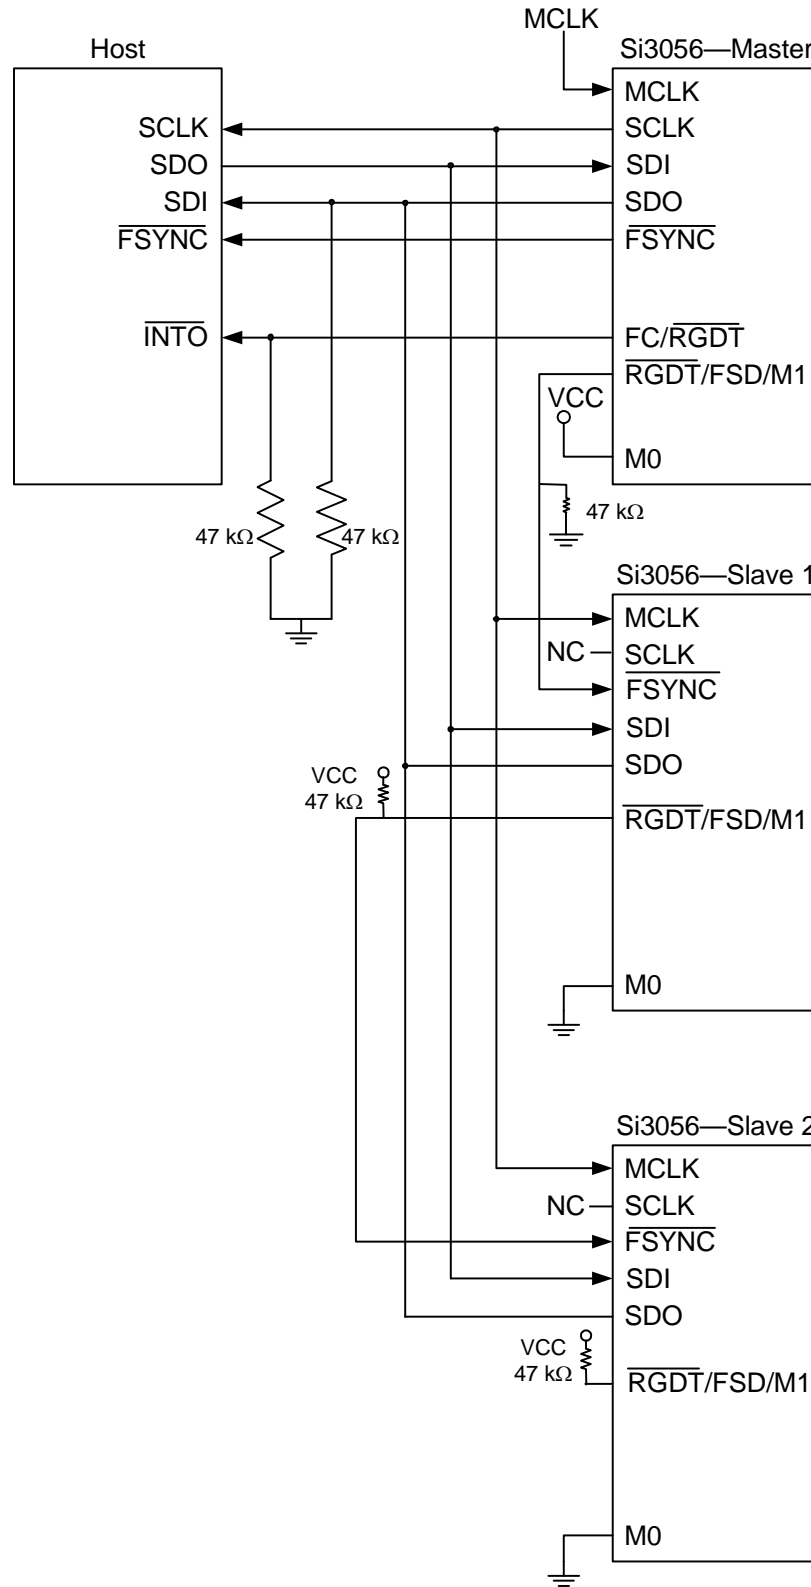 MCLK
Host
Si3056—Master
MCLK
SCLK
SCLK
SDO
SDI
SDI
SDO
FSYNC
FSYNC
INTO
FC/RGDT
RGDT/FSD/M1
VCC
M0
47 kΩ
47 kΩ
47 kΩ
Si3056—Slave 1
MCLK
NC
SCLK
FSYNC
SDI
SDO
VCC
47 kΩ
RGDT/FSD/M1
M0
Si3056—Slave 2
MCLK
NC
SCLK
FSYNC
SDI
SDO
VCC
47 kΩ
RGDT/FSD/M1
M0